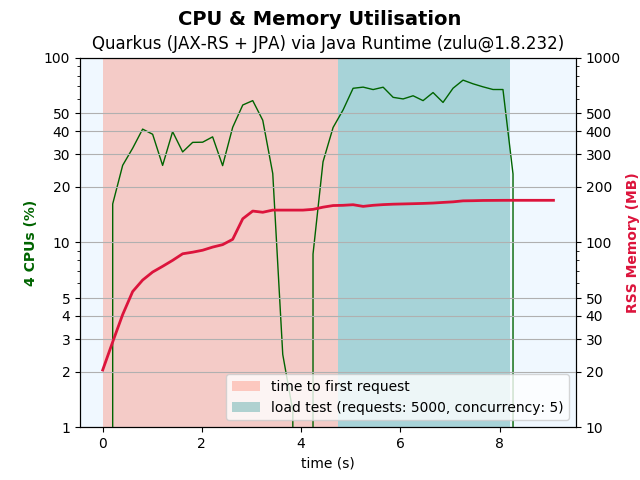 CPU & Memory Utilisation
Quarkus (JAX-RS + JPA) via Java Runtime (zulu@1.8.232)
100
50
40
30
20
10
5
4
3
2
1
4 CPUs (%)
1000
500
400
300
200
100
50
40
30
20
10
RSS Memory (MB)
time to first request
load test (requests: 5000, concurrency: 5)
0 2 4 6 8
time (s)